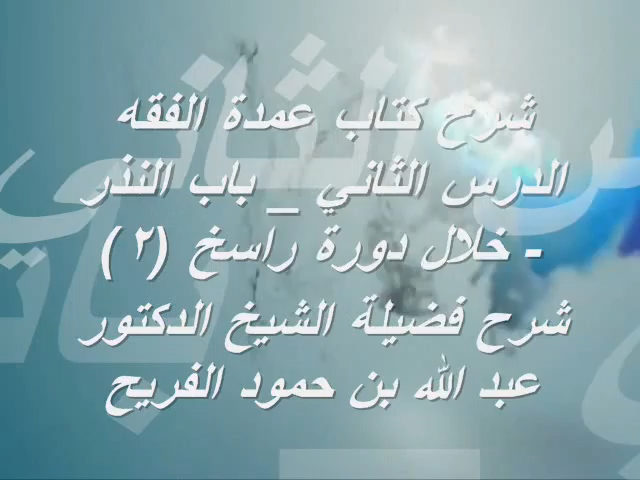 شرح كتاب عمدة الفقه
الدرس الثاني _ باب النذر
- خلال دورة راسخ (٢)
شرح فضيلة الشيخ الدكتور
عبد الله بن حمود الفريح